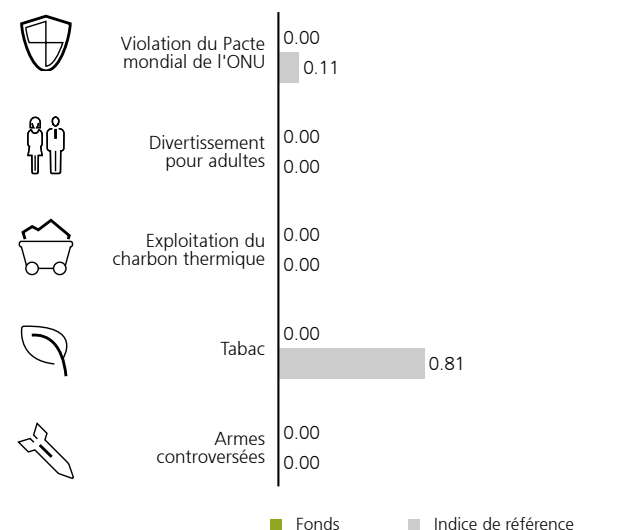 Violation du Pacte
mondial de l'ONU
0.00
0.11
Divertissement
pour adultes
0.00
0.00
Exploitation du
charbon thermique
0.00
0.00
Tabac
0.00
0.81
Armes
controversées
0.00
0.00
Fonds
Indice de référence